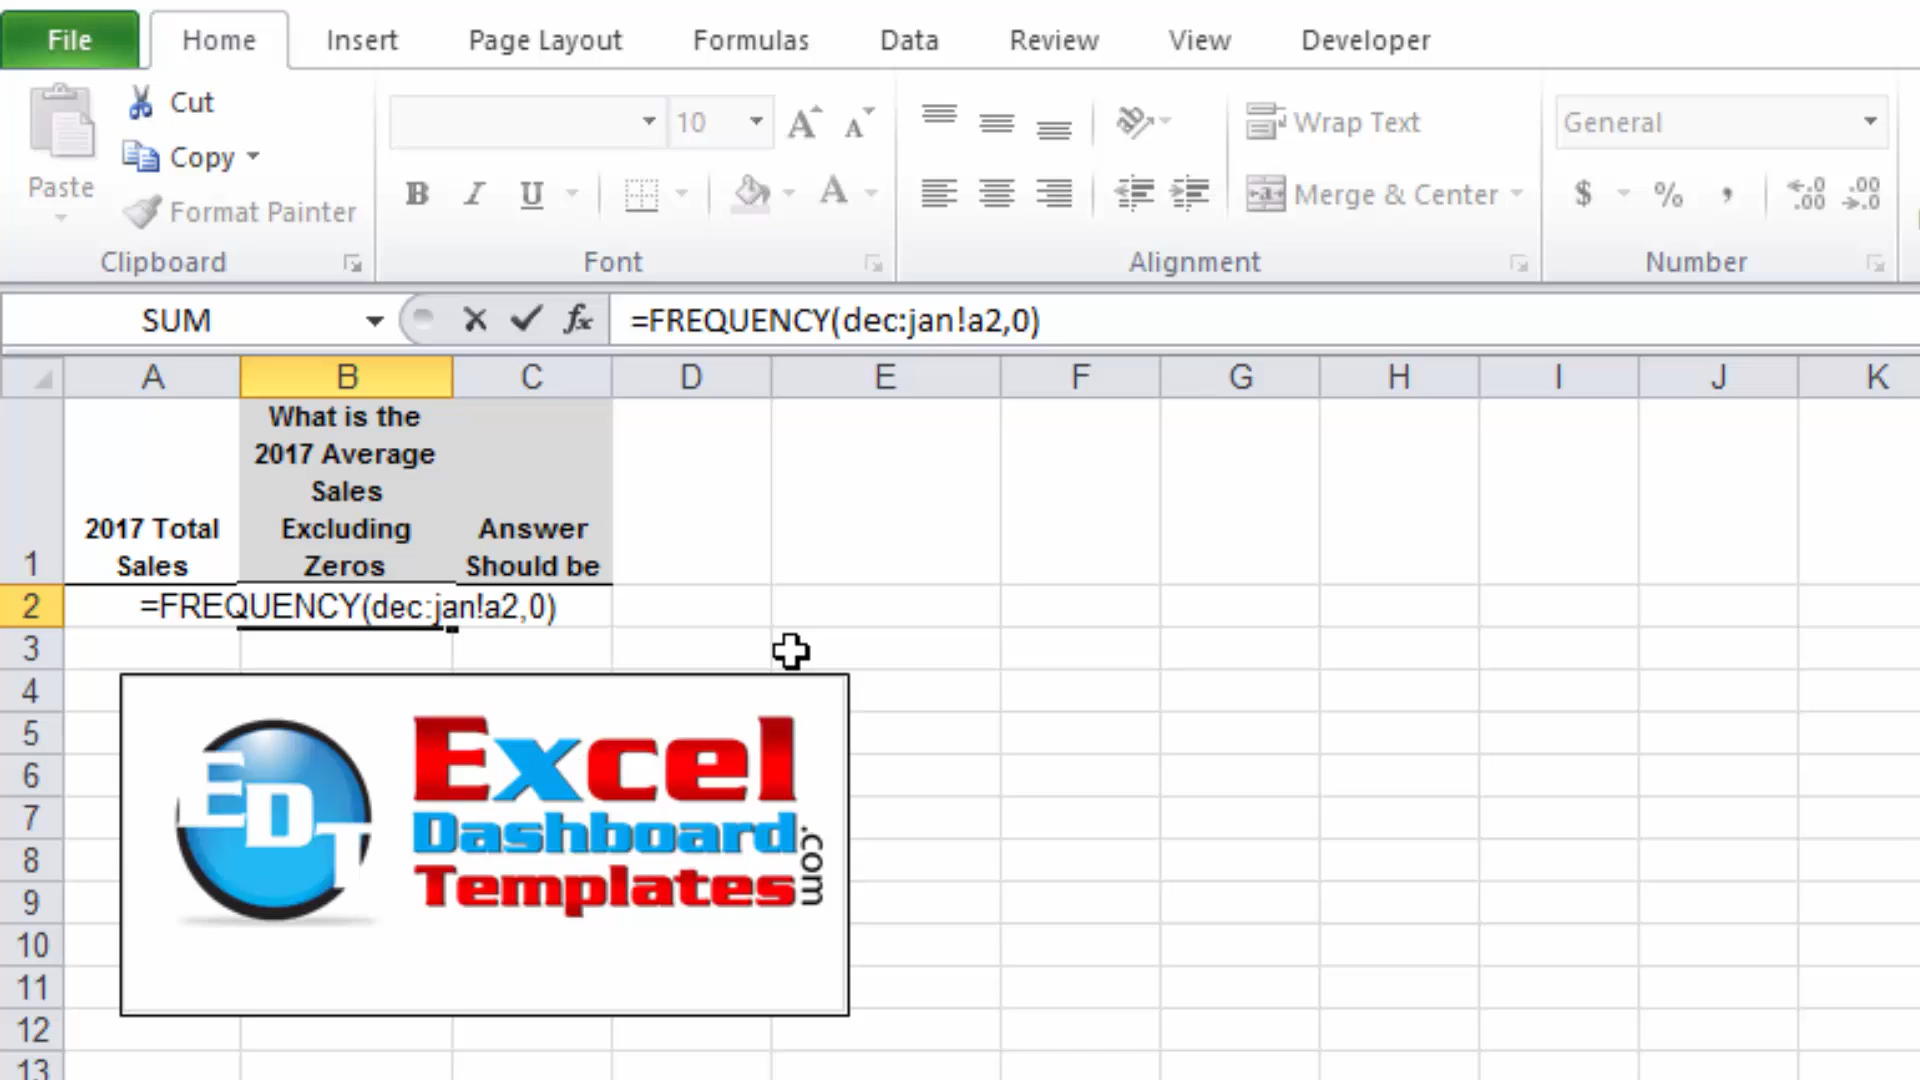 File Home Insert Page Layout Formulas Data Review View Developer
Cut
Copy
Paste
Format Painter
10
Wrap Text
Merge & Center
General
$ % ,
Clipboard Font Alignment Number
SUM fx =FREQUENCY(dec:jan!a2,0)
A B C D E F G H I J K
What is the
2017 Average
Sales
2017 Total Excluding Answer
1 Sales Zeros Should be
2 =FREQUENCY(dec:jan!a2,0)
3
4
5
6
7
8
9
10
11
12
13
EDT
Excel
Dashboard
Templates
.com